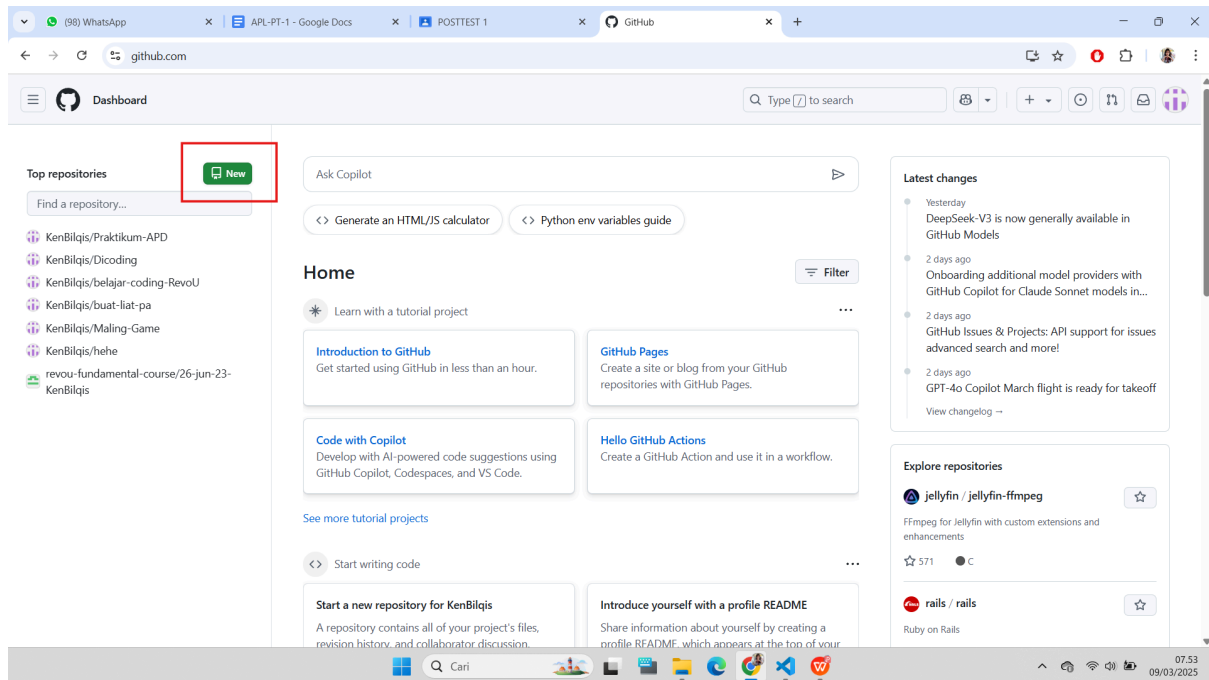 (98) WhatsApp
APL-PT-1 - Google Docs
POSTTEST 1
GitHub
github.com
Dashboard
Type / to search
Top repositories
New
Find a repository...
KenBilqis/Praktikum-APD
KenBilqis/Dicoding
KenBilqis/belajar-coding-RevoU
KenBilqis/buat-liat-pa
KenBilqis/Maling-Game
KenBilqis/hehe
revou-fundamental-course/26-jun-23-
KenBilqis
Ask Copilot
Generate an HTML/JS calculator
Python env variables guide
Home
Filter
Learn with a tutorial project
Introduction to GitHub
Get started using GitHub in less than an hour.
GitHub Pages
Create a site or blog from your GitHub
repositories with GitHub Pages.
Code with Copilot
Develop with AI-powered code suggestions using
GitHub Copilot, Codespaces, and VS Code.
Hello GitHub Actions
Create a GitHub Action and use it in a workflow.
See more tutorial projects
Start writing code
Start a new repository for KenBilqis
A repository contains all of your project's files,
revision history, and collaborator discussion.
Introduce yourself with a profile README
Share information about yourself by creating a
profile README, which appears at the top of your
Latest changes
Yesterday
DeepSeek-V3 is now generally available in
GitHub Models
2 days ago
Onboarding additional model providers with
GitHub Copilot for Claude Sonnet models in...
2 days ago
GitHub Issues & Projects: API support for issues
advanced search and more!
2 days ago
GPT-4o Copilot March flight is ready for takeoff
View changelog →
Explore repositories
jellyfin / jellyfin-ffmpeg
FFmpeg for Jellyfin with custom extensions and
enhancements
571
C
rails / rails
Ruby on Rails
Cari
07.53
09/03/2025